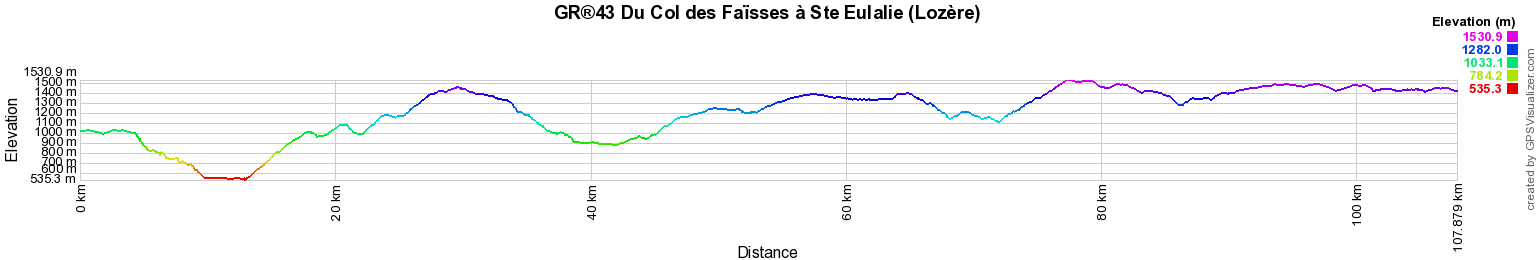 GR®43 Du Col des Faïsses à Ste Eulalie (Lozère)
Elevation (m)
1530.9
1282.0
1033.1
784.2
535.3
1530.9 m
1500 m
1400 m
1300 m
1200 m
1100 m
1000 m
900 m
800 m
700 m
600 m
535.3 m
Elevation
0 km
20 km
40 km
60 km
80 km
100 km
107.879 km
Distance
created by GPSVisualizer.com